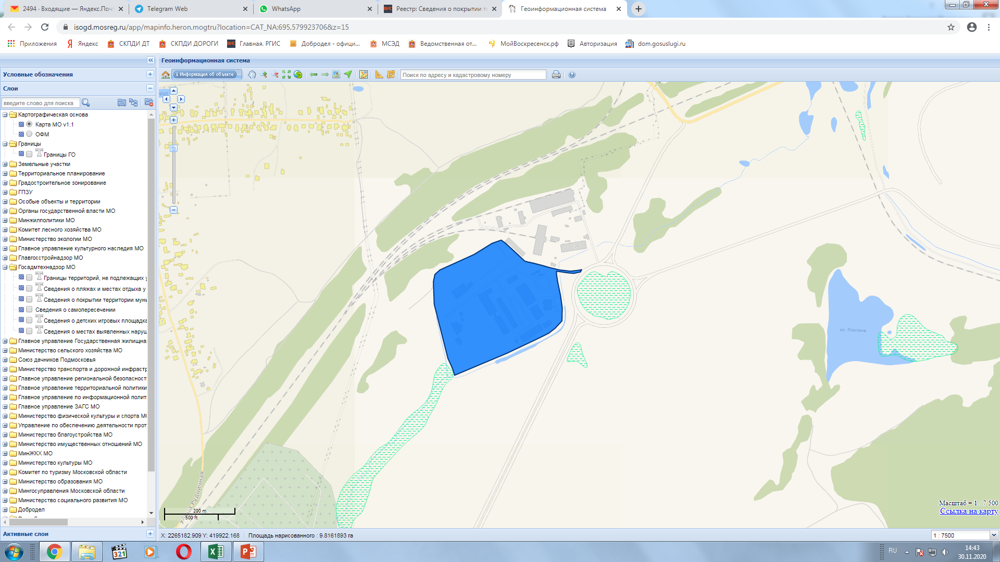 2494 · Входящие — Яндекс.Поч
Telegram Web
WhatsApp
Реестр: Сведения о покрытии т
Геоинформационная система
isogd.mosreg.ru/app/mapinfo.heron.mogtru?location=CAT_NA:695,579923706&z=15
Приложения
Яндекс
СКПДИ ДТ
СКПДИ ДОРОГИ
Главная. РГИС
Добродел - офици...
МСЭД
Ведомственная от...
МойВоскресенск.рф
Авторизация
dom.gosuslugi.ru
Условные обозначения
Слои
введите слово для поиска
Картографическая основа
Карта МО v1.1
ОФМ
Границы
Границы ГО
Земельные участки
Территориальное планирование
Градостроительное зонирование
ГПЗУ
Особые объекты и территории
Органы государственной власти МО
Минжилполитики МО
Комитет лесного хозяйства МО
Министерство экологии МО
Главное управление культурного наследия МО
Главгосстройнадзор МО
Госадмтехнадзор МО
Границы территорий, не подлежащих у
Сведения о пляжах и местах отдыха у
Сведения о покрытии территории муни
Сведения о самопересечении
Сведения о детских игровых площадка
Сведения о местах выявленных наруш
Главное управление Государственная жилищна
Министерство сельского хозяйства МО
Союз дачников Подмосковья
Министерство транспорта и дорожной инфрастр
Главное управление региональной безопасност
Главное управление территориальной политики
Главное управление по информационной полит
Главное управление ЗАГС МО
Министерство физической культуры и спорта МО
Управление по обеспечению деятельности прот
Министерство благоустройства МО
Министерство имущественных отношений МО
МинЖКХ МО
Министерство культуры МО
Комитет по туризму Московской области
Министерство образования МО
Мингосуправления Московской области
Министерство социального развития МО
Добродел
Активные слои
Геоинформационная система
Информация об объекте
Поиск по адресу и кадастровому номеру
38
оз. Плотина
улица Рудничная
200 m
500 ft
Масштаб = 1 : 7 500
Ссылка на карту
X: 2265182.909 Y: 419922.168
Площадь нарисованного : 9.8161893 га
1 : 7500
321
RU
14:43
30.11.2020